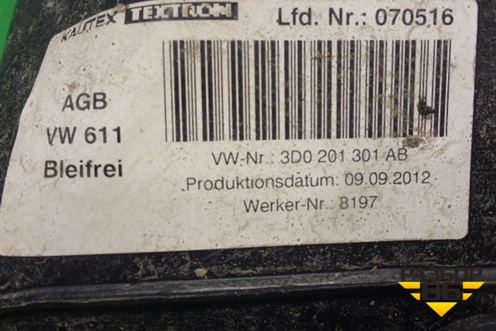 KAUTEX TEXTRON
Lfd. Nr.: 070516
AGB
VW 611
Bleifrei
VW-Nr.: 3D0 201 301 AB
Produktionsdatum: 09.09.2012
Werker-Nr.: 8197